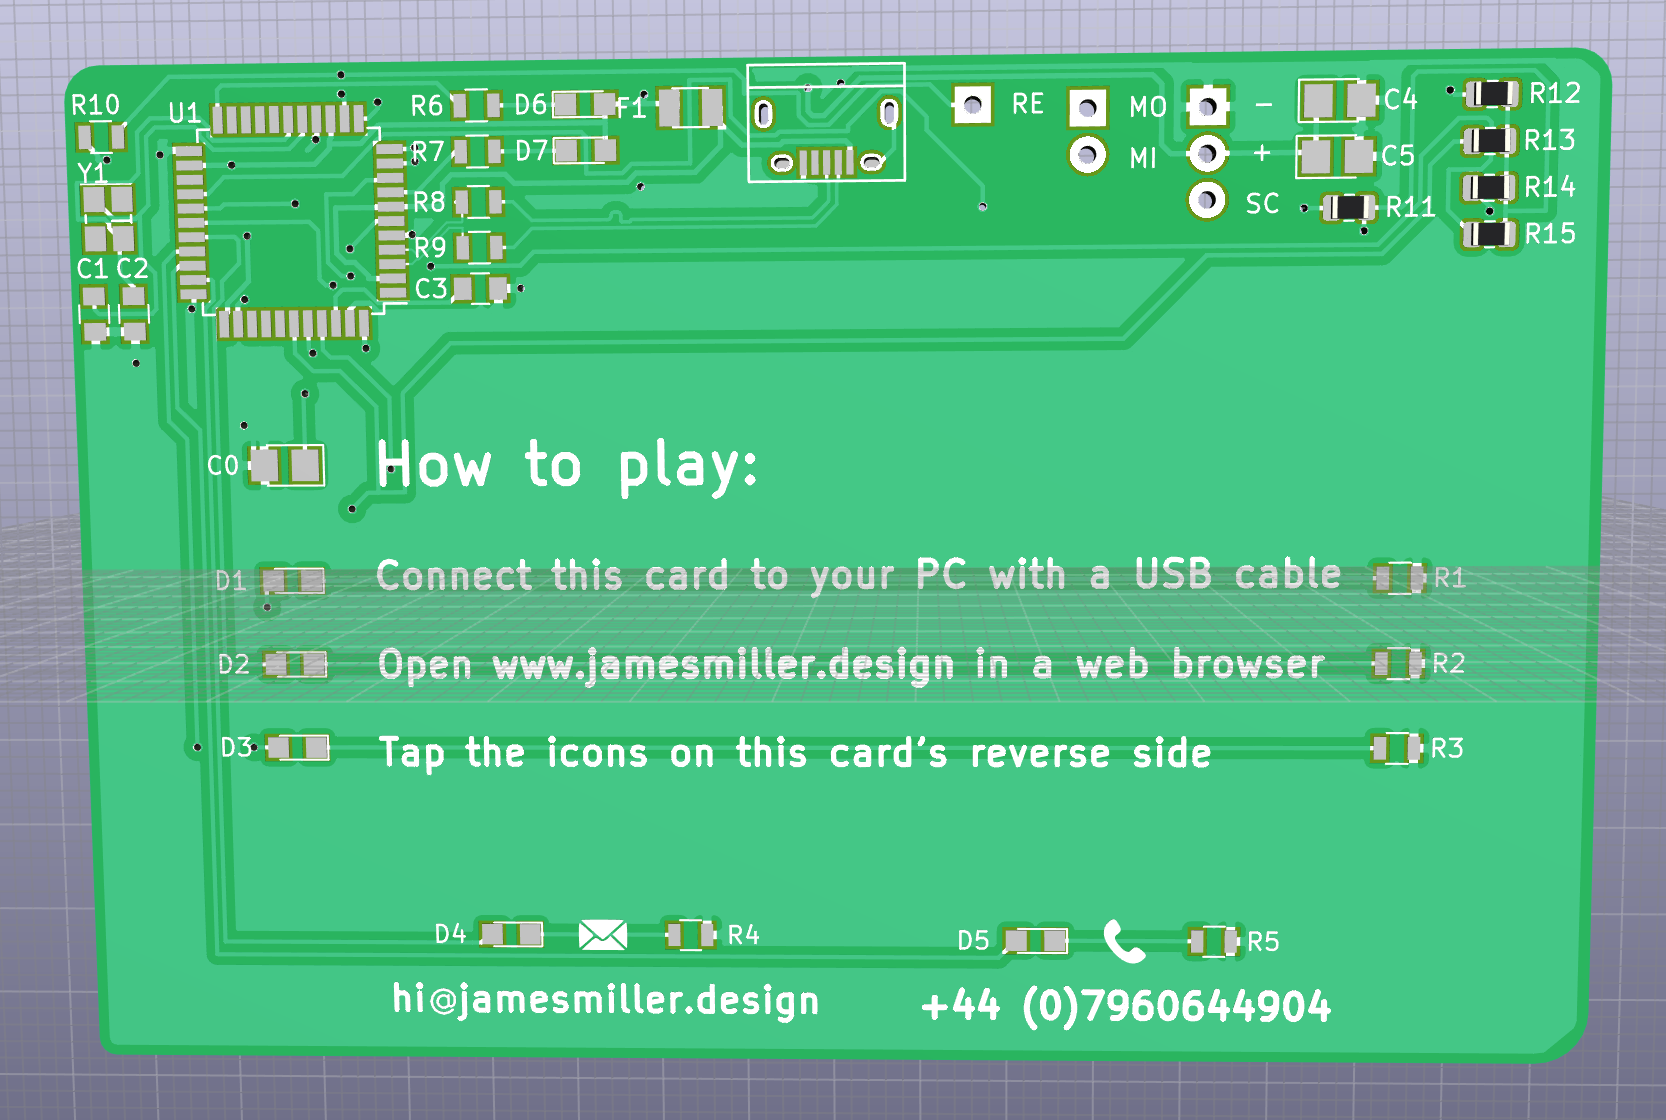 R10
U1
R6 D6 F1
RE MO -
C4 R12
Y1
R7 D7
MI + C5 R13
R8
SC R11 R14
R9
R15
C1 C2
C3
C0 How to play:
D1 Connect this card to your PC with a USB cable R1
D2 Open www.jamesmiller.design in a web browser R2
D3 Tap the icons on this card's reverse side R3
D4 R4 D5 R5
hi@jamesmiller.design +44 (0)7960644904